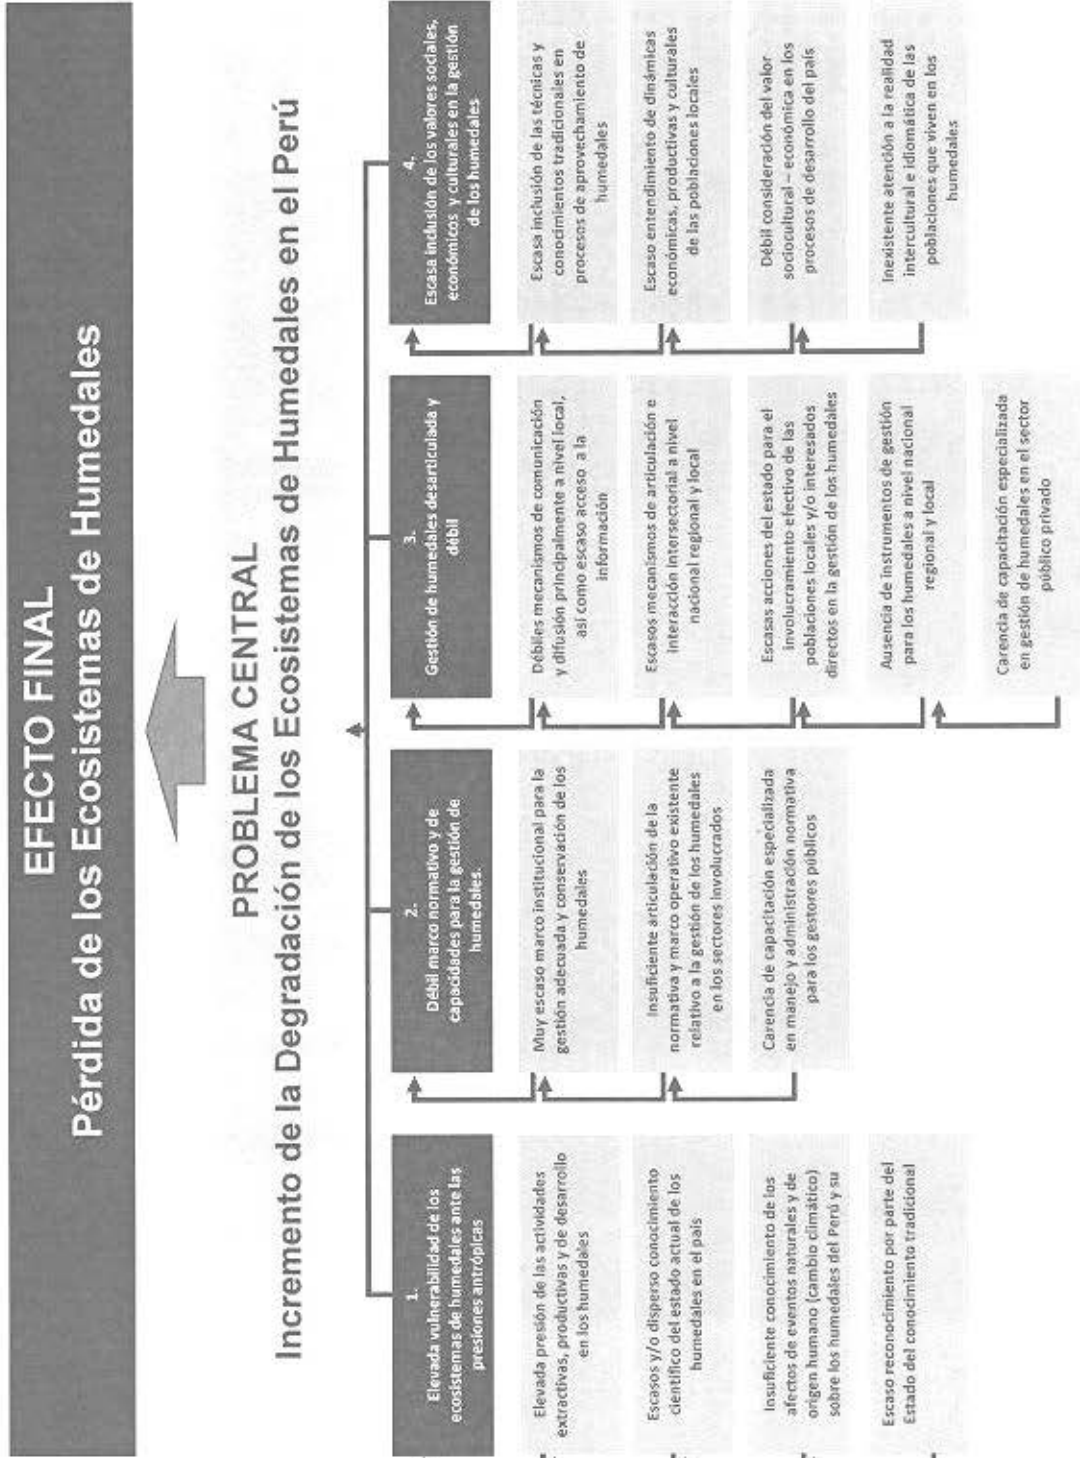 EFECTO FINAL
Pérdida de los Ecosistemas de Humedales
PROBLEMA CENTRAL
Incremento de la Degradación de los Ecosistemas de Humedales en el Perú
1.
Elevada vulnerabilidad de los
ecosistemas de humedales ante las
presiones antrópicas
Elevada presión de las actividades
extractivas, productivas y de desarrollo
en los humedales
Escasos y/o disperso conocimiento
científico del estado actual de los
humedales en el país
Insuficiente conocimiento de los
afectos de eventos naturales y de
origen humano (cambio climático)
sobre los humedales del Perú y su
Escaso reconocimiento por parte del
Estado del conocimiento tradicional
2.
Débil marco normativo y de
capacidades para la gestión de
humedales.
Muy escaso marco institucional para la
gestión adecuada y conservación de los
humedales
Insuficiente articulación de la
normativa y marco operativo existente
relativo a la gestión de los humedales
en los sectores involucrados
Carencia de capacitación especializada
en manejo y administración normativa
para los gestores públicos
3.
Gestión de humedales desarticulada y
débil
Débiles mecanismos de comunicación
y difusión principalmente a nivel local,
así como escaso acceso a la
información
Escasos mecanismos de articulación e
interacción intersectorial a nivel
nacional regional y local
Escasas acciones del estado para el
involucramiento efectivo de las
poblaciones locales y/o interesados
directos en la gestión de los humedales
Ausencia de instrumentos de gestión
para los humedales a nivel nacional
regional y local
Carencia de capacitación especializada
en gestión de humedales en el sector
público privado
4.
Escasa inclusión de los valores sociales,
económicos y culturales en la gestión
de los humedales
Escasa inclusión de las técnicas y
conocimientos tradicionales en
procesos de aprovechamiento de
humedales
Escaso entendimiento de dinámicas
económicas, productivas y culturales
de las poblaciones locales
Débil consideración del valor
sociocultural – económica en los
procesos de desarrollo del país
Inexistente atención a la realidad
intercultural e idiomática de las
poblaciones que viven en los
humedales